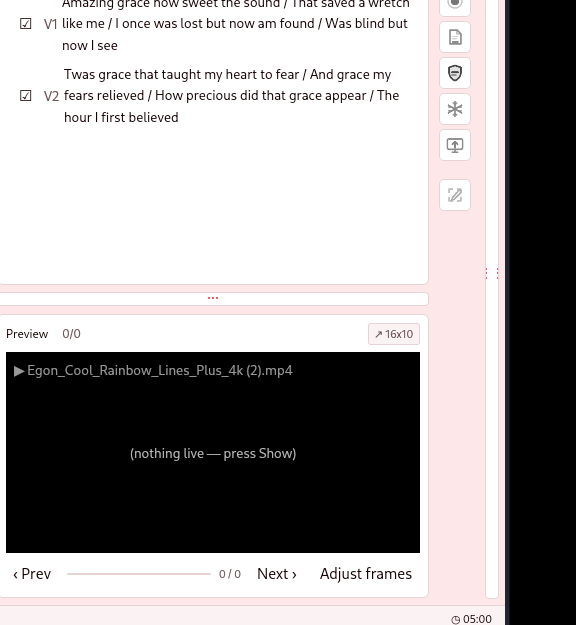 Amazing grace how sweet the sound / That saved a wretch
V1 like me / I once was lost but now am found / Was blind but
now I see
Twas grace that taught my heart to fear / And grace my
V2 fears relieved / How precious did that grace appear / The
hour I first believed
Preview 0/0 ↗ 16x10
▶ Egon_Cool_Rainbow_Lines_Plus_4k (2).mp4
(nothing live — press Show)
‹ Prev 0 / 0 Next › Adjust frames
◷ 05:00